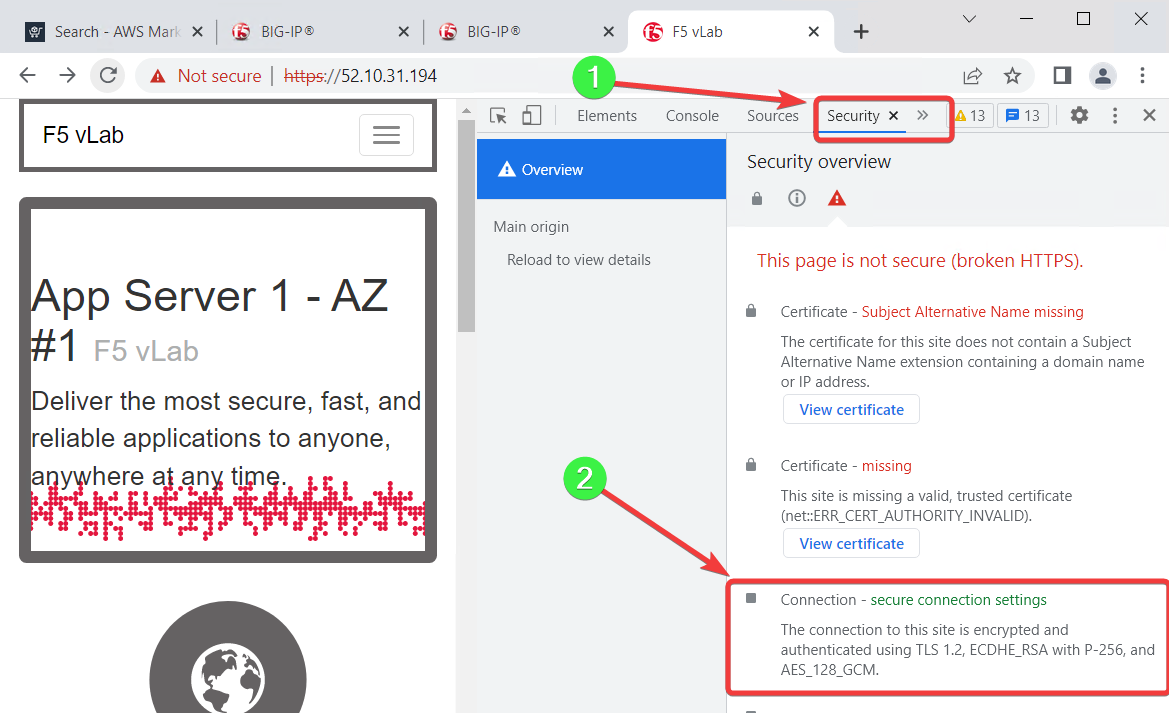 Search - AWS Mark
BIG-IP®
BIG-IP®
F5 vLab
Not secure
https://52.10.31.194
1
F5 vLab
Elements
Console
Sources
Security
13
13
Overview
Main origin
Reload to view details
Security overview
This page is not secure (broken HTTPS).
Certificate - Subject Alternative Name missing
The certificate for this site does not contain a Subject
Alternative Name extension containing a domain name
or IP address.
View certificate
Certificate - missing
This site is missing a valid, trusted certificate
(net::ERR_CERT_AUTHORITY_INVALID).
View certificate
2
Connection - secure connection settings
The connection to this site is encrypted and
authenticated using TLS 1.2, ECDHE_RSA with P-256, and
AES_128_GCM.
App Server 1 - AZ
#1 F5 vLab
Deliver the most secure, fast, and
reliable applications to anyone,
anywhere at any time.